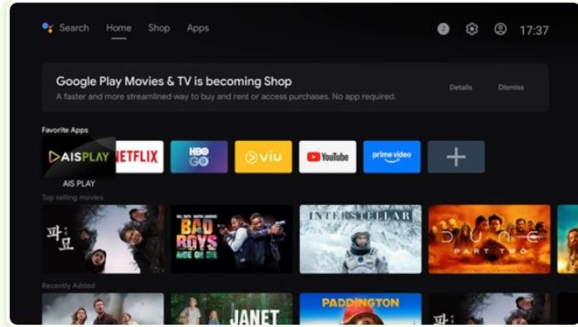 Search Home Shop Apps
17:37
Google Play Movies & TV is becoming Shop
A faster and more streamlined way to buy and rent or access purchases. No app required.
Details Dismiss
Favorite Apps
AISPLAY
NETFLIX
HBO
GO
viu
YouTube
prime video
AIS PLAY
Top selling movies
파
묘
BAD
BOYS
RIDE OR DIE
INTERSTELLAR
DUNE
PART TWO
Recently Added
JANET
PADDINGTON
파